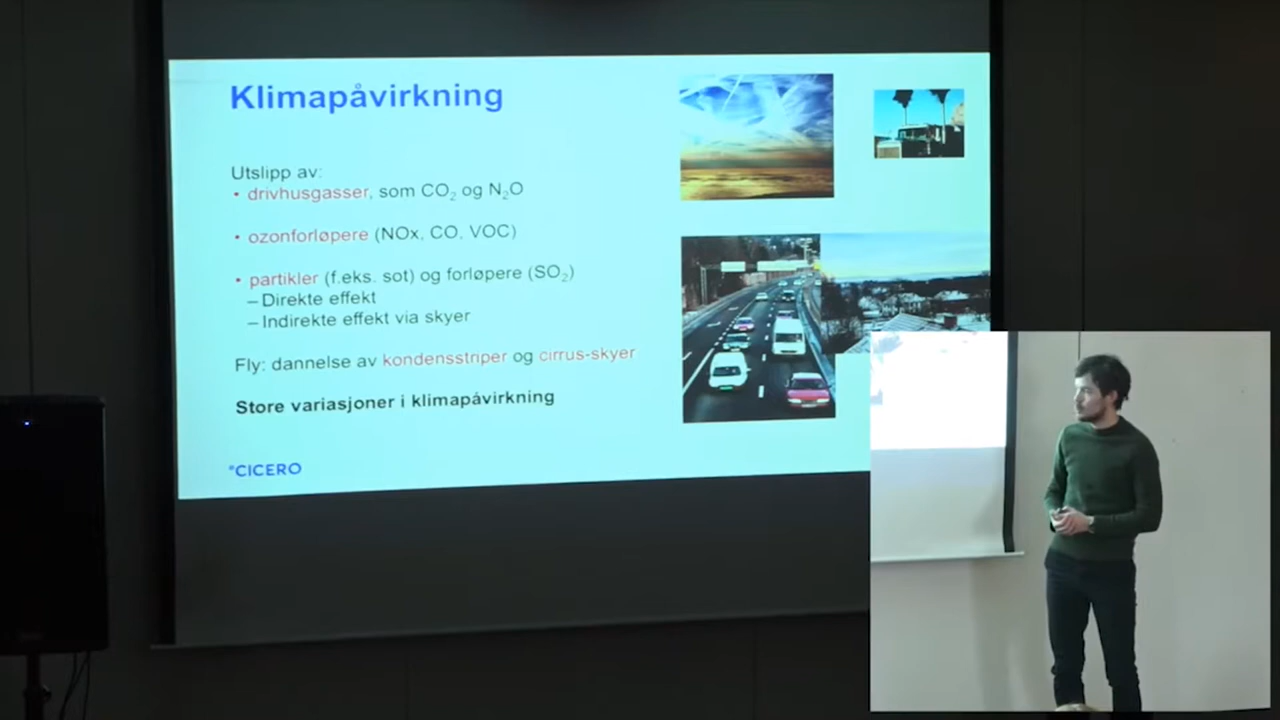 Klimapåvirkning
Utslipp av:
• drivhusgasser, som CO₂ og N₂O
• ozonforløpere (NOx, CO, VOC)
• partikler (f.eks. sot) og forløpere (SO₂)
– Direkte effekt
– Indirekte effekt via skyer
Fly: dannelse av kondensstriper og cirrus-skyer
Store variasjoner i klimapåvirkning
°CICERO